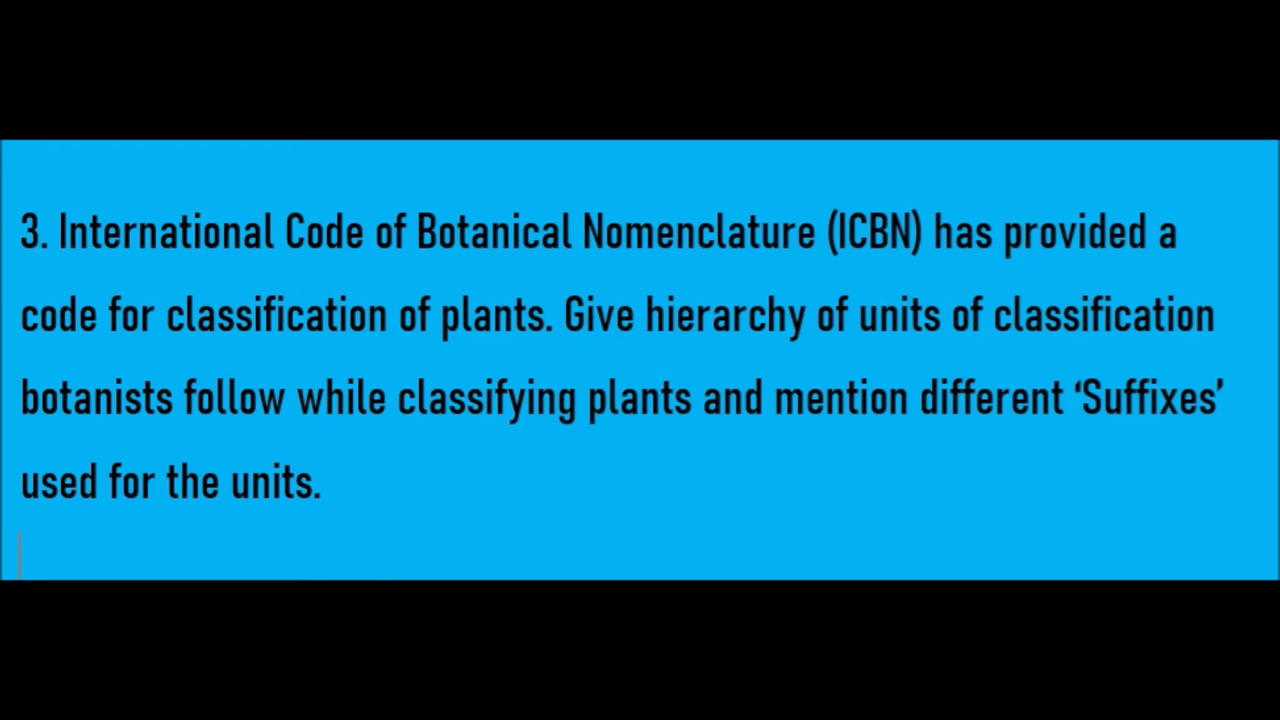 3. International Code of Botanical Nomenclature (ICBN) has provided a
code for classification of plants. Give hierarchy of units of classification
botanists follow while classifying plants and mention different ‘Suffixes’
used for the units.